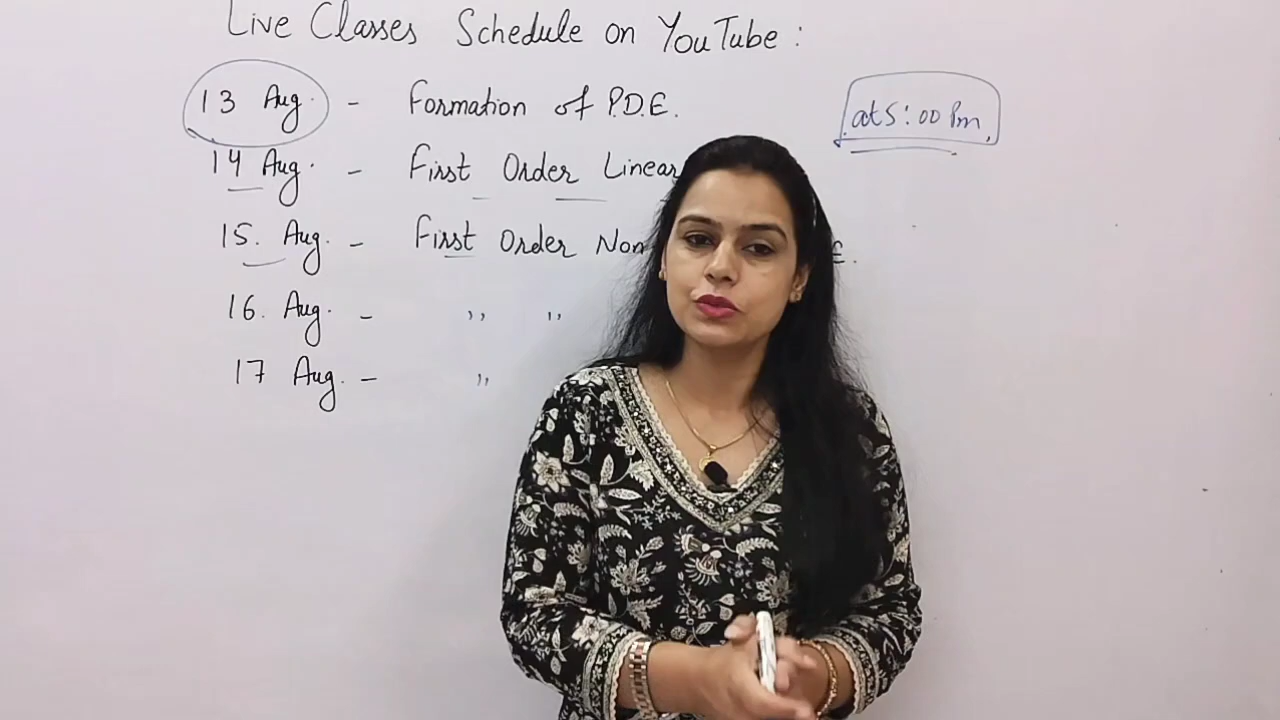 Live Classes Schedule on YouTube :
13 Aug. - Formation of P.D.E. at 5:00 Pm.
14 Aug. - First Order Linear
15. Aug. - First Order Non E.
16. Aug. - ,, ,,
17 Aug. - ,,